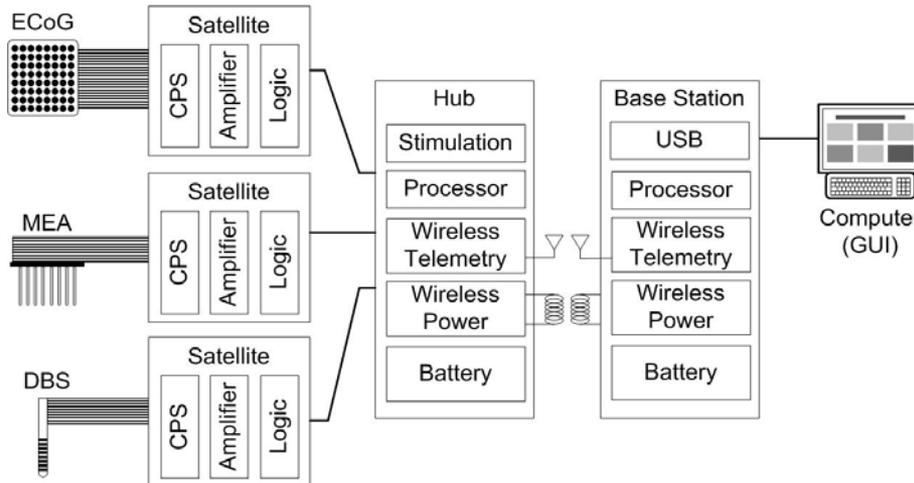 ECoG
Satellite
CPS
Amplifier
Logic
MEA
Satellite
CPS
Amplifier
Logic
DBS
Satellite
CPS
Amplifier
Logic
Hub
Stimulation
Processor
Wireless
Telemetry
Wireless
Power
Battery
Base Station
USB
Processor
Wireless
Telemetry
Wireless
Power
Battery
Compute
(GUI)